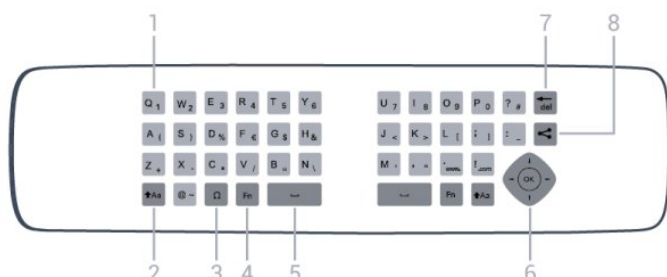 1 7 8
Q 1 W 2 E 3 R 4 T 5 Y 6 U 7 I 8 O 9 P 0 ? # del
A ( S ) D % F € G $ H & J < K > L [ ; ] : _
Z + X - C * V / B = N \ M ' , " . www. ! .com
Aa @ ~ Ω Fn Fn Aa OK
2 3 4 5 6